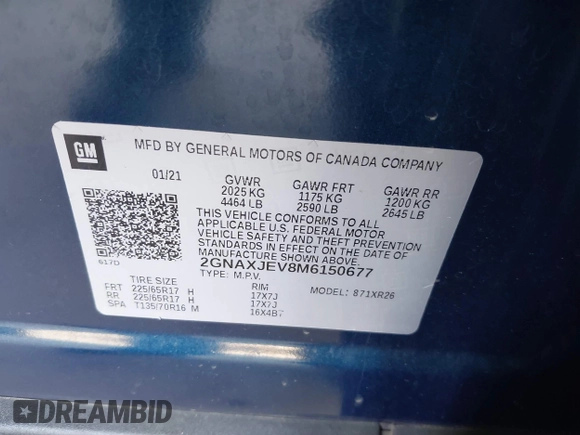 GM
MFD BY GENERAL MOTORS OF CANADA COMPANY
01/21 GVWR GAWR FRT GAWR RR
2025 KG 1175 KG 1200 KG
4464 LB 2590 LB 2645 LB
THIS VEHICLE CONFORMS TO ALL
APPLICABLE U.S. FEDERAL MOTOR
VEHICLE SAFETY AND THEFT PREVENTION
STANDARDS IN EFFECT ON THE DATE OF
MANUFACTURE SHOWN ABOVE.
617D
2GNAXJEV8M6150677
TYPE: M.P.V. MODEL: 871XR26
TIRE SIZE RIM
FRT 225/65R17 H 17X7J
RR 225/65R17 H 17X7J
SPA T135/70R16 M 16X4B7
DREAMBID